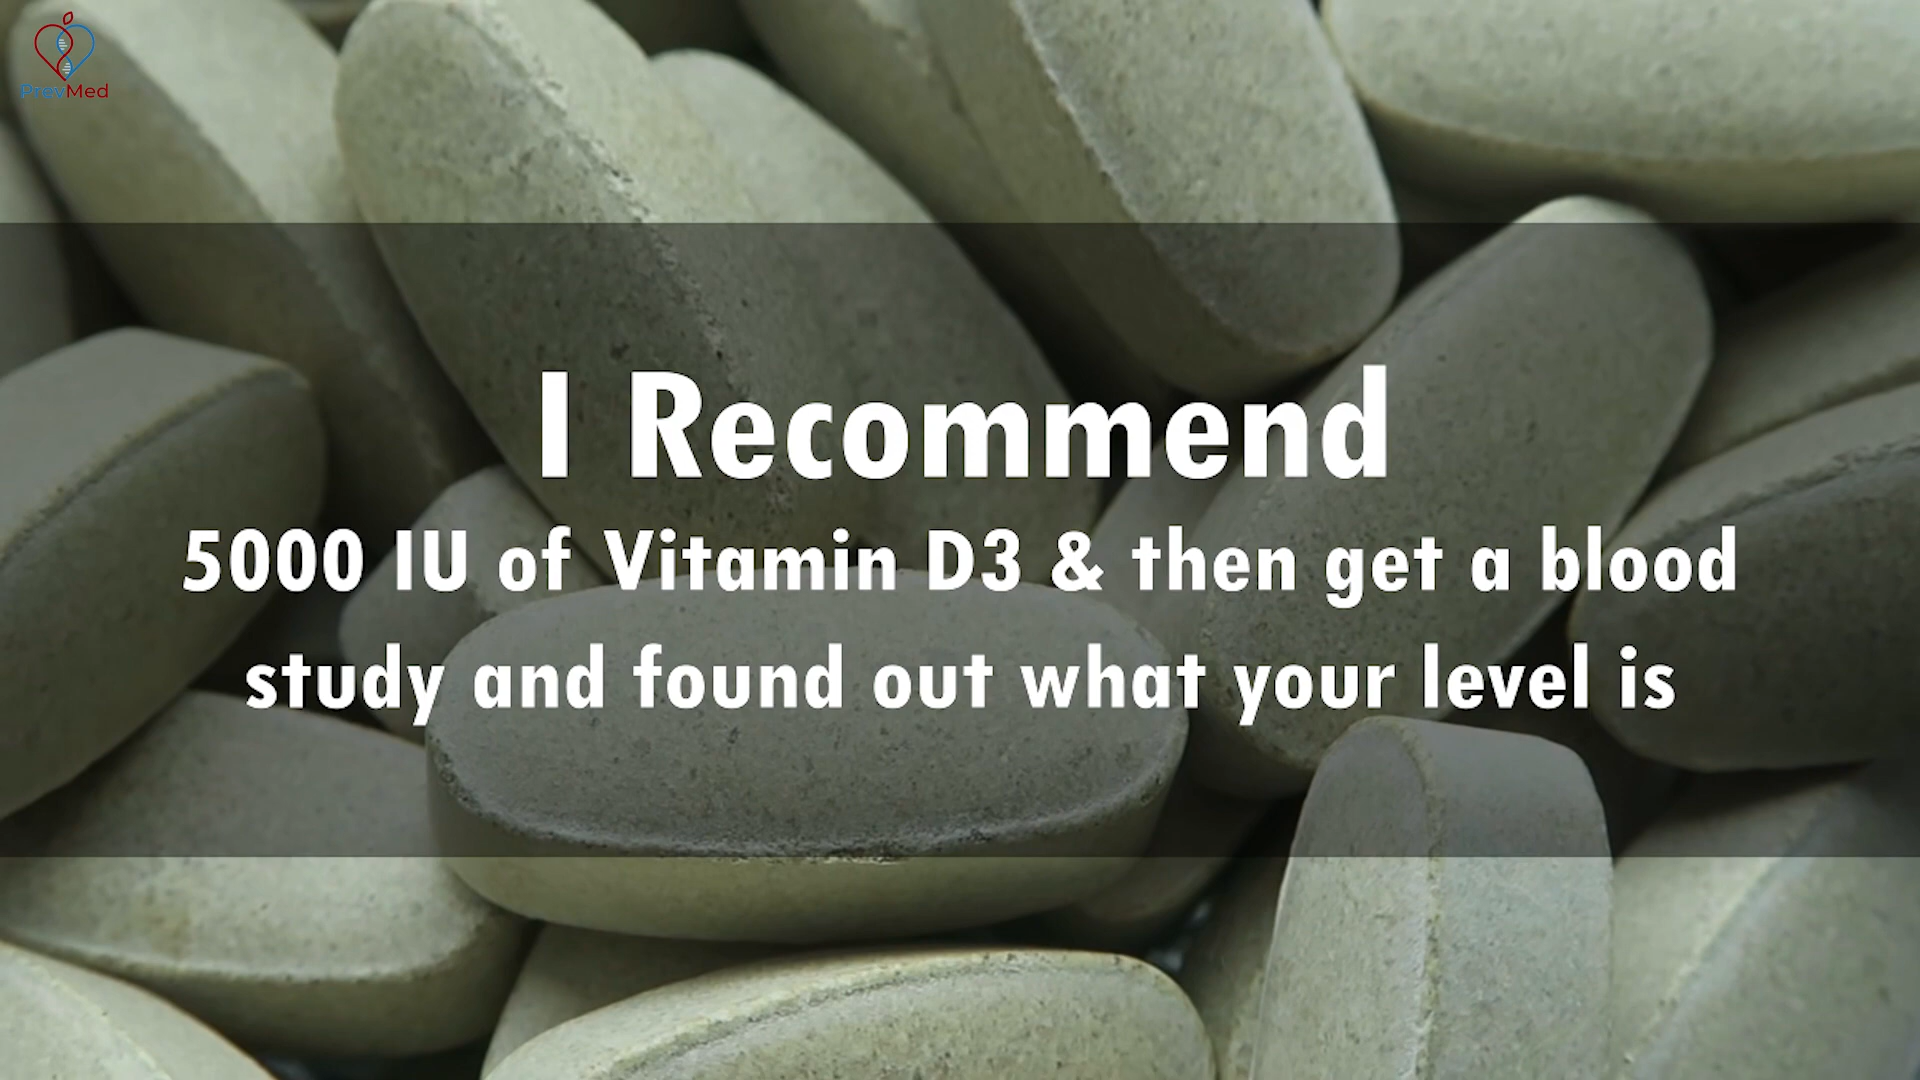 PrevMed
I Recommend
5000 IU of Vitamin D3 & then get a blood
study and found out what your level is